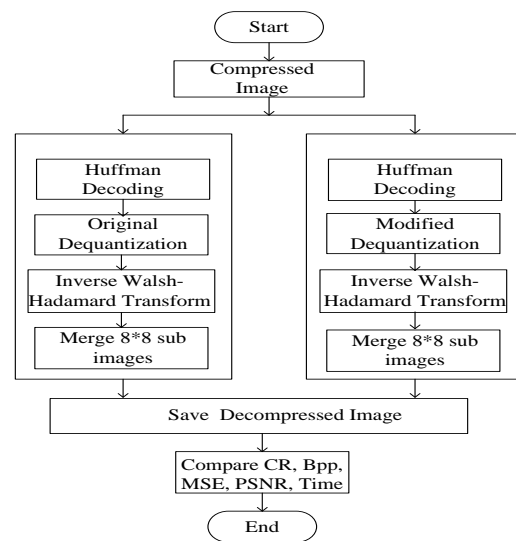 Start
Compressed
Image
Huffman
Decoding
Original
Dequantization
Inverse Walsh-
Hadamard Transform
Merge 8*8 sub
images
Huffman
Decoding
Modified
Dequantization
Inverse Walsh-
Hadamard Transform
Merge 8*8 sub
images
Save Decompressed Image
Compare CR, Bpp,
MSE, PSNR, Time
End